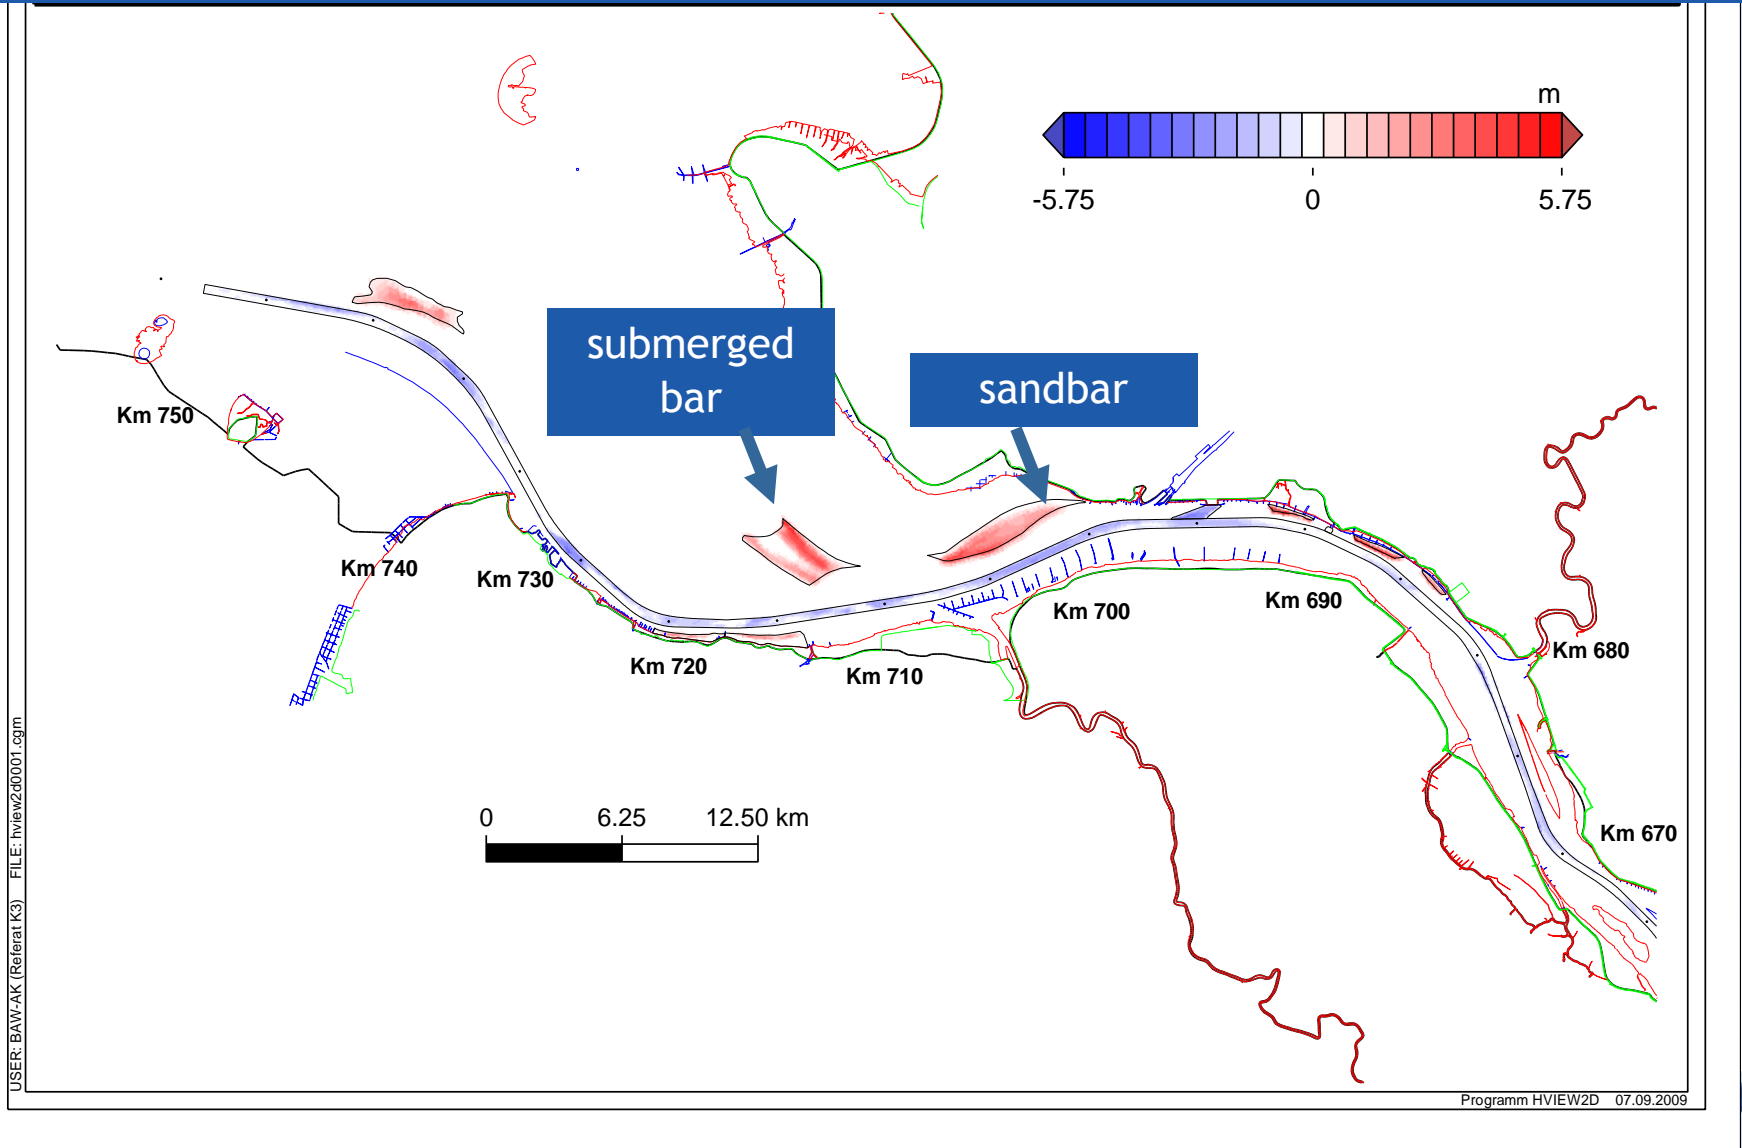 m
-5.75
0
5.75
submerged
bar
sandbar
Km 750
Km 740
Km 730
Km 720
Km 710
Km 700
Km 690
Km 680
Km 670
0
6.25
12.50 km
USER: BAW-AK (Referat K3) FILE: hview2d0001.cgm
Programm HVIEW2D 07.09.2009